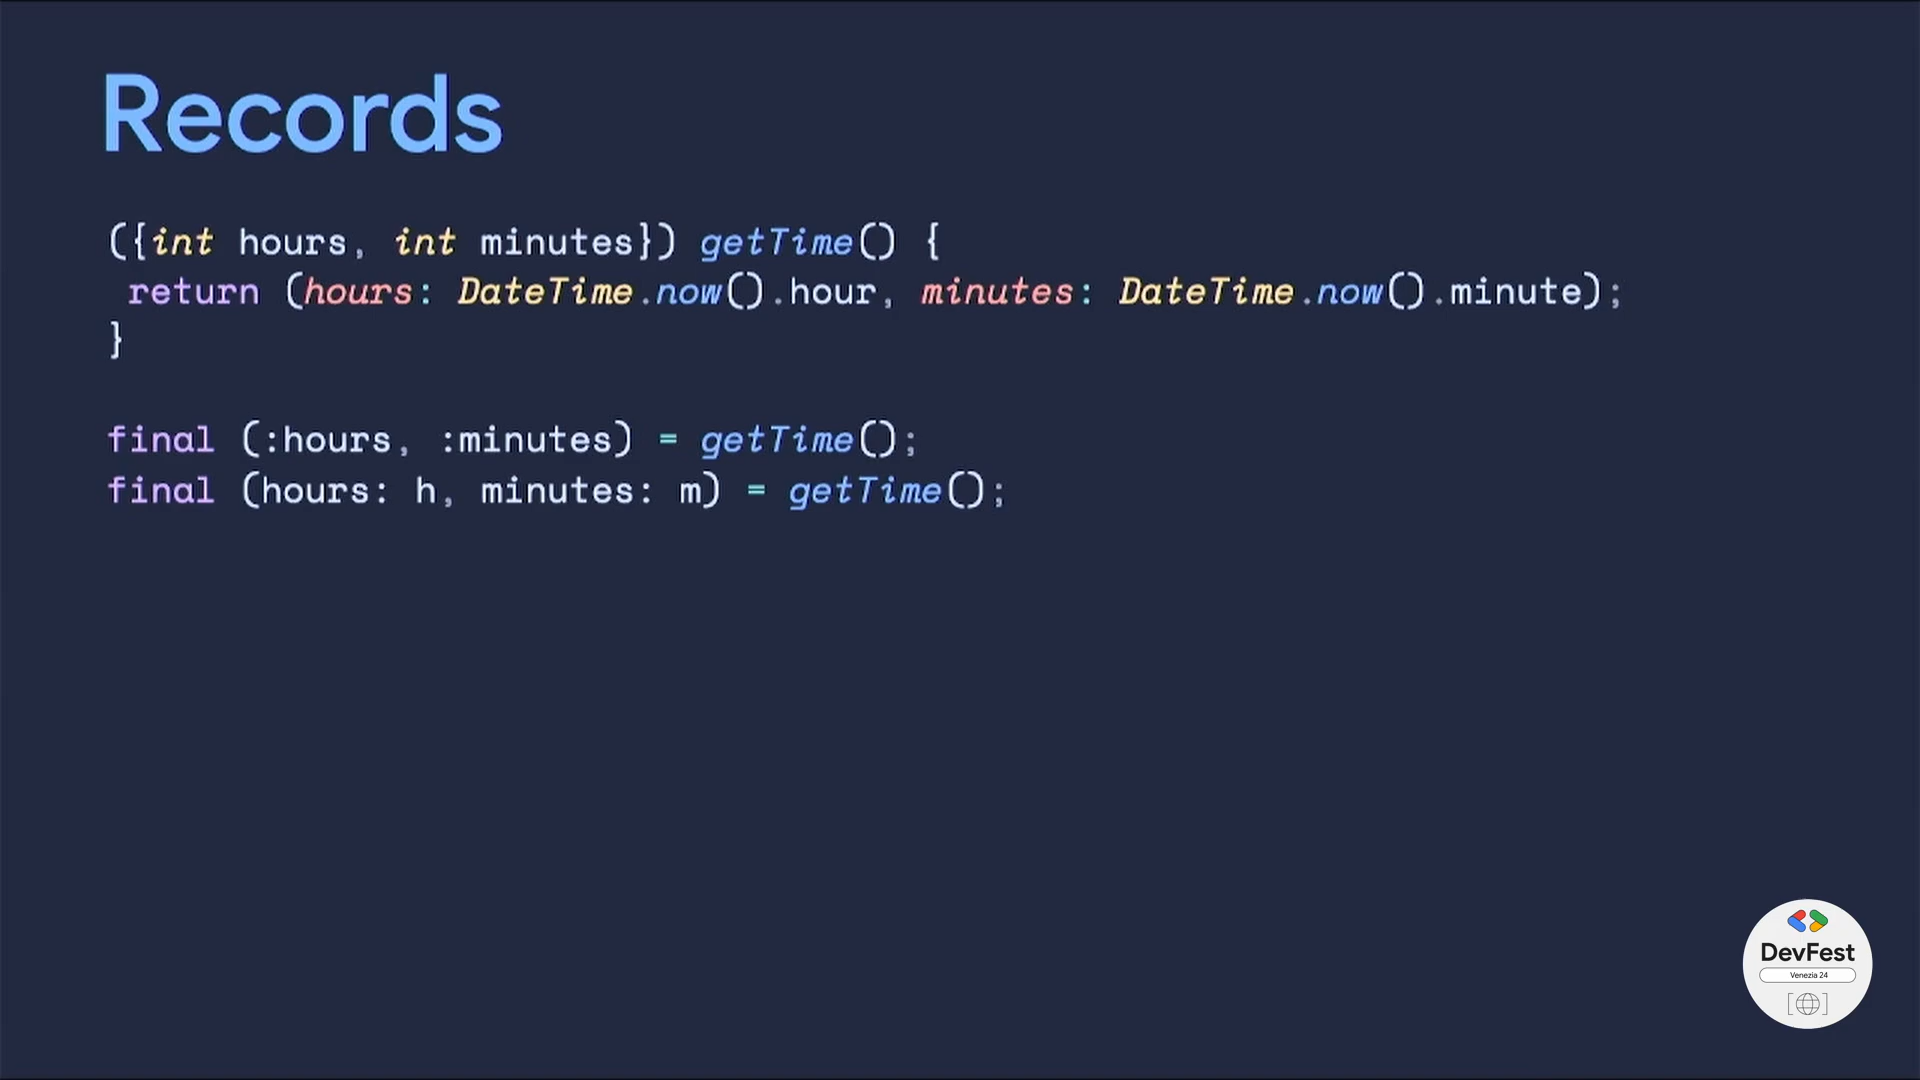 Records
({int hours, int minutes}) getTime() {
return (hours: DateTime.now().hour, minutes: DateTime.now().minute);
}
final (:hours, :minutes) = getTime();
final (hours: h, minutes: m) = getTime();
DevFest
Venezia 24